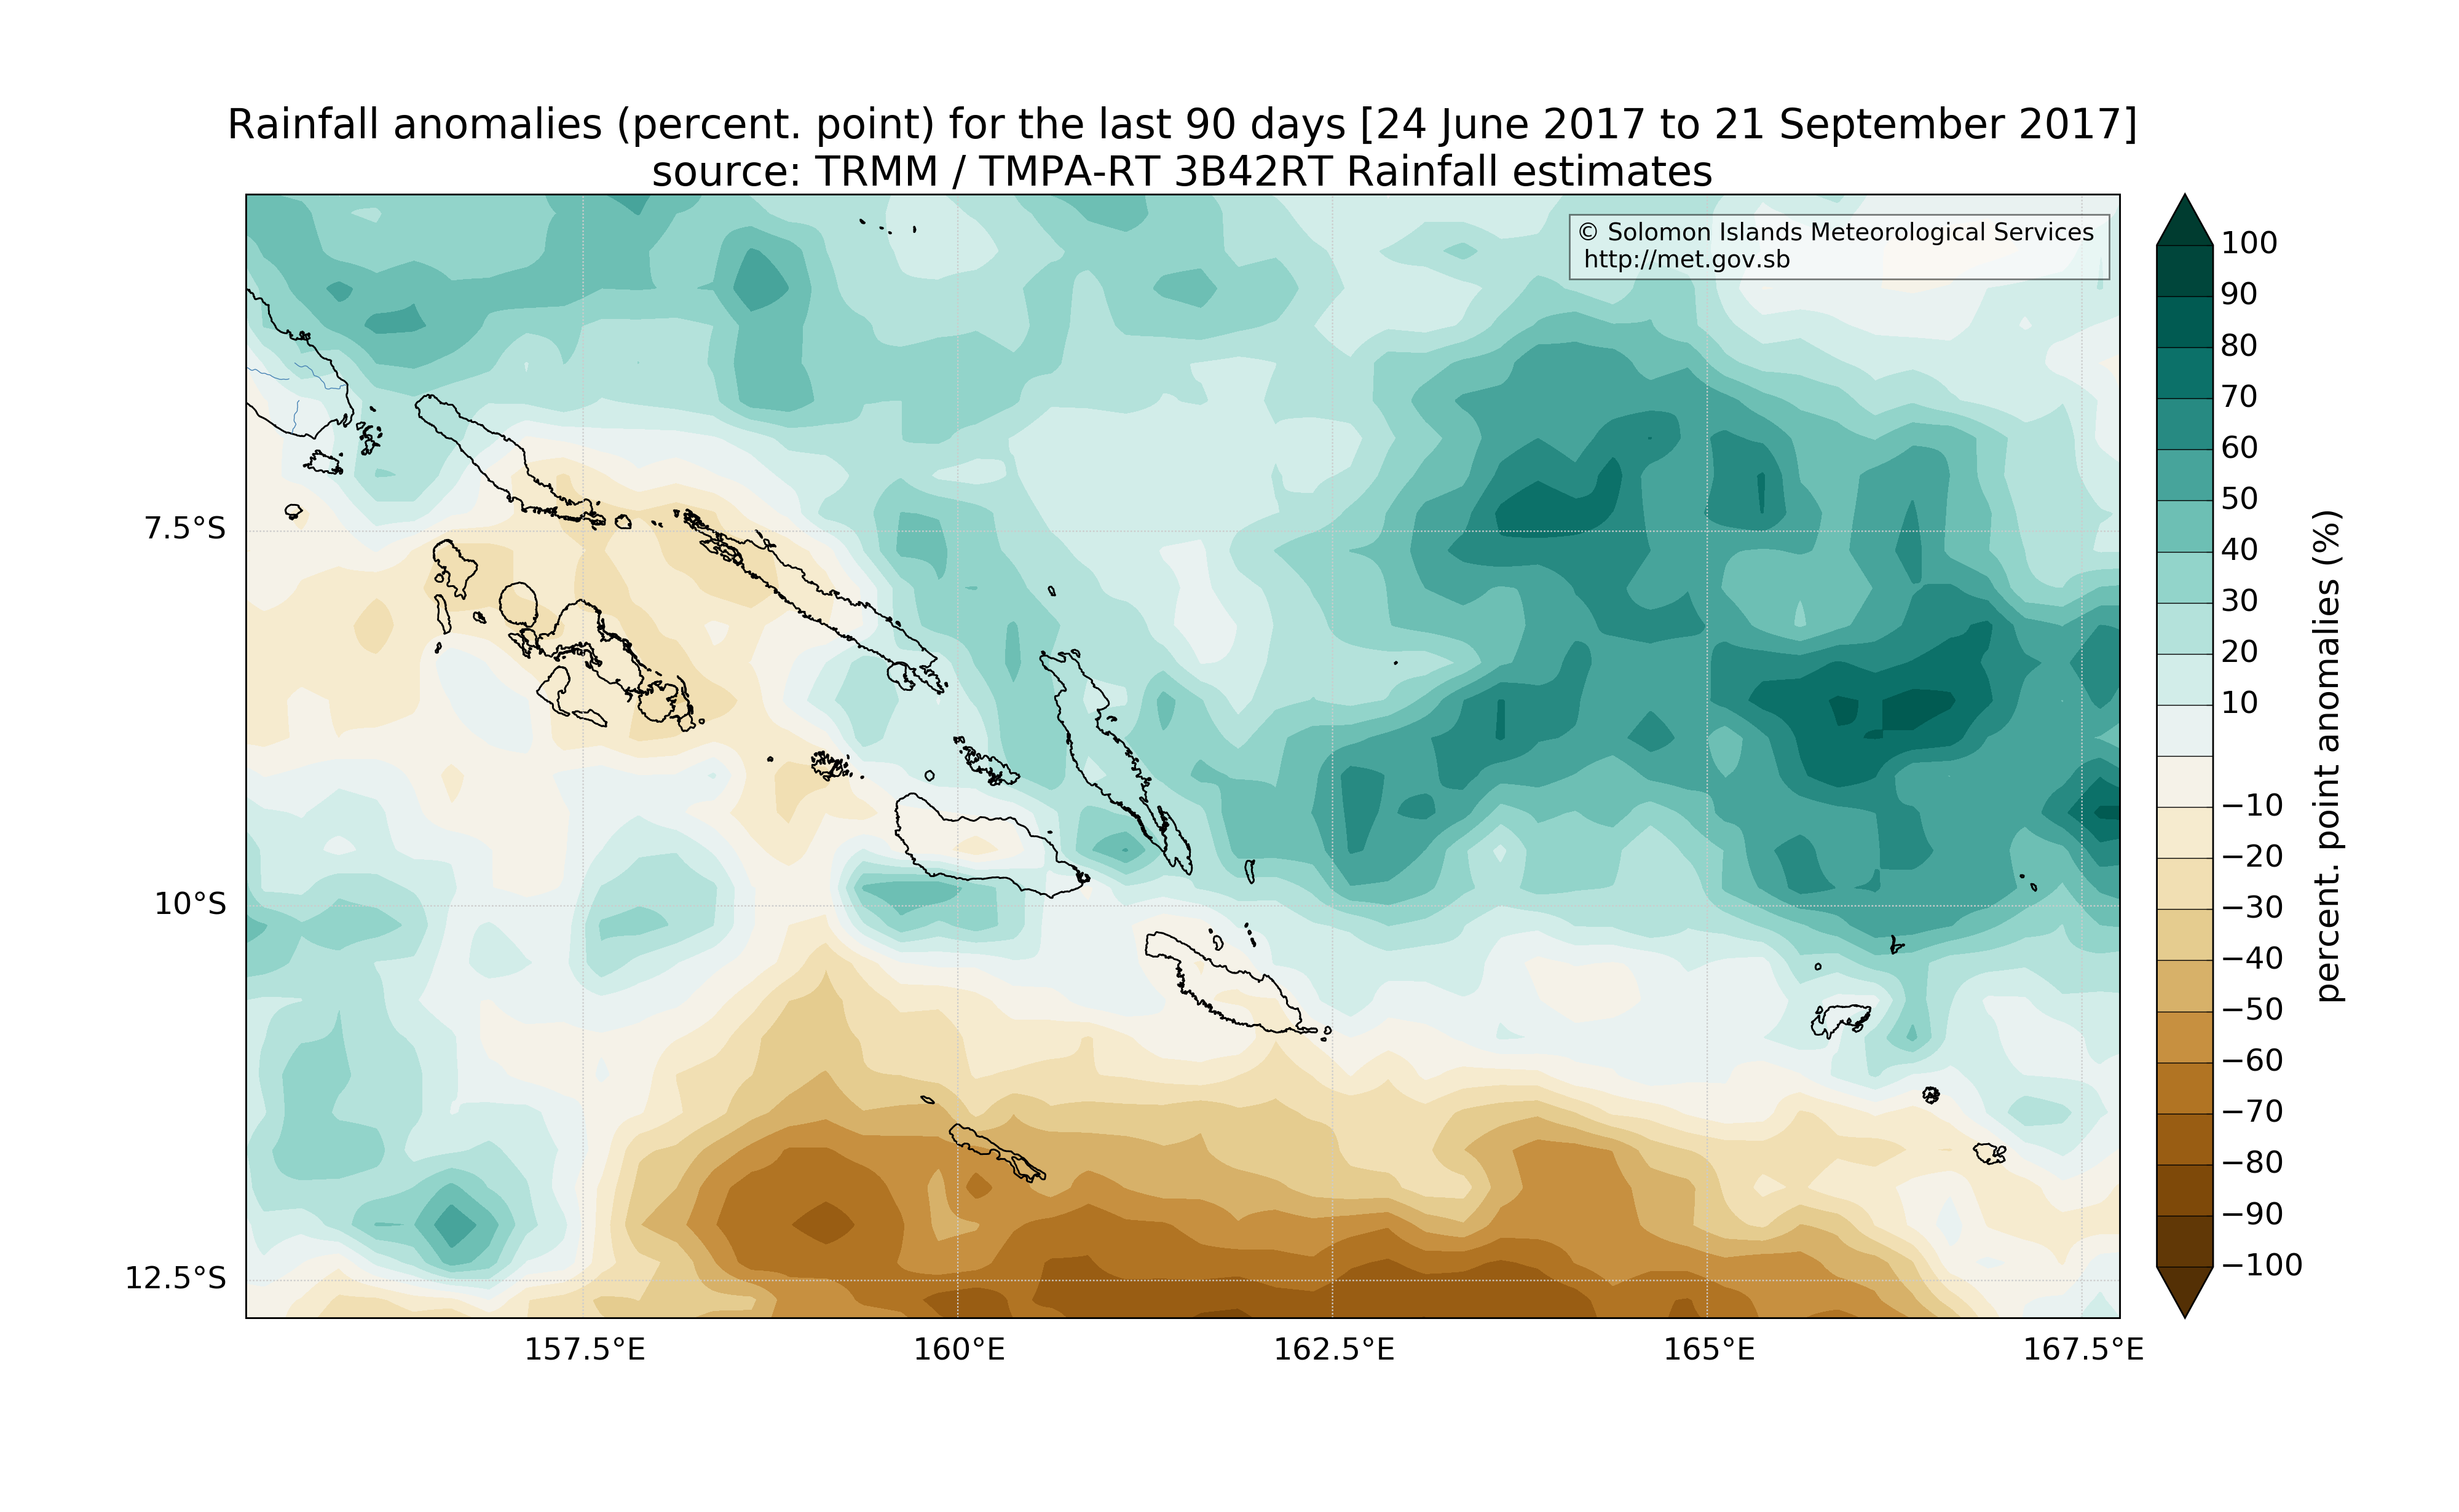 Rainfall anomalies (percent. point) for the last 90 days [24 June 2017 to 21 September 2017]
source: TRMM / TMPA-RT 3B42RT Rainfall estimates
© Solomon Islands Meteorological Services
http://met.gov.sb
7.5°S
10°S
12.5°S
157.5°E
160°E
162.5°E
165°E
167.5°E
100
90
80
70
60
50
40
30
20
10
−10
−20
−30
−40
−50
−60
−70
−80
−90
−100
percent. point anomalies (%)